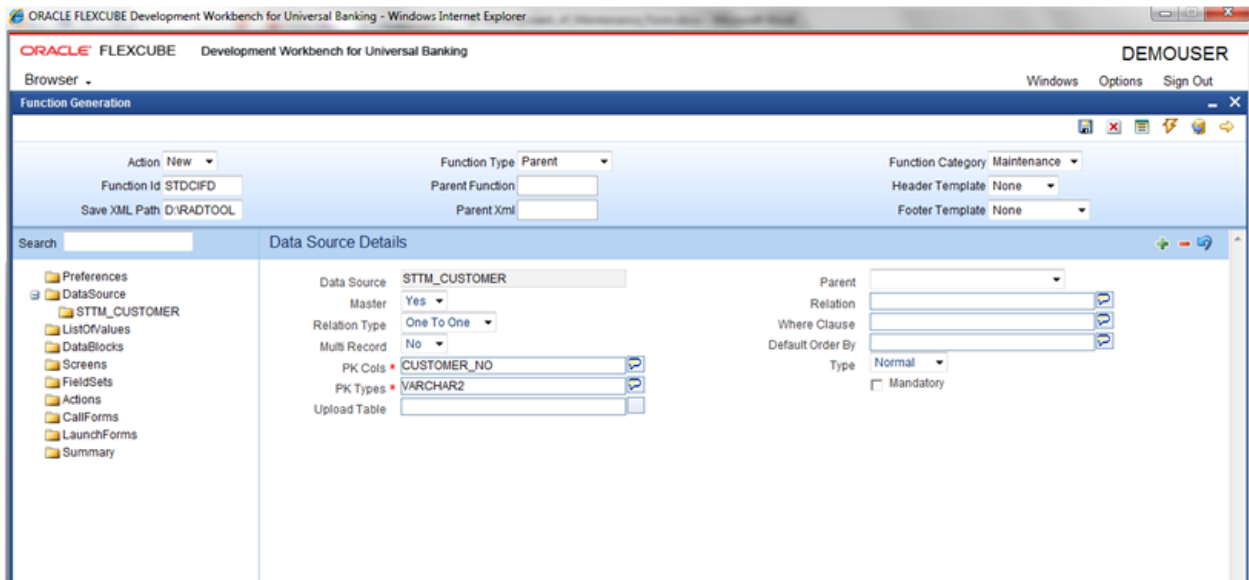 ORACLE FLEXCUBE Development Workbench for Universal Banking - Windows Internet Explorer
ORACLE FLEXCUBE Development Workbench for Universal Banking
DEMOUSER
Browser
Windows Options Sign Out
Function Generation
Action New Function Type Parent Function Category Maintenance
Function Id STDCIFD Parent Function Header Template None
Save XML Path D:\RADTOOL Parent Xml Footer Template None
Search Data Source Details
Preferences
DataSource
STTM_CUSTOMER
ListOfValues
DataBlocks
Screens
FieldSets
Actions
CallForms
LaunchForms
Summary
Data Source STTM_CUSTOMER Parent
Master Yes Relation
Relation Type One To One Where Clause
Multi Record No Default Order By
PK Cols * CUSTOMER_NO Type Normal
PK Types * VARCHAR2 Mandatory
Upload Table